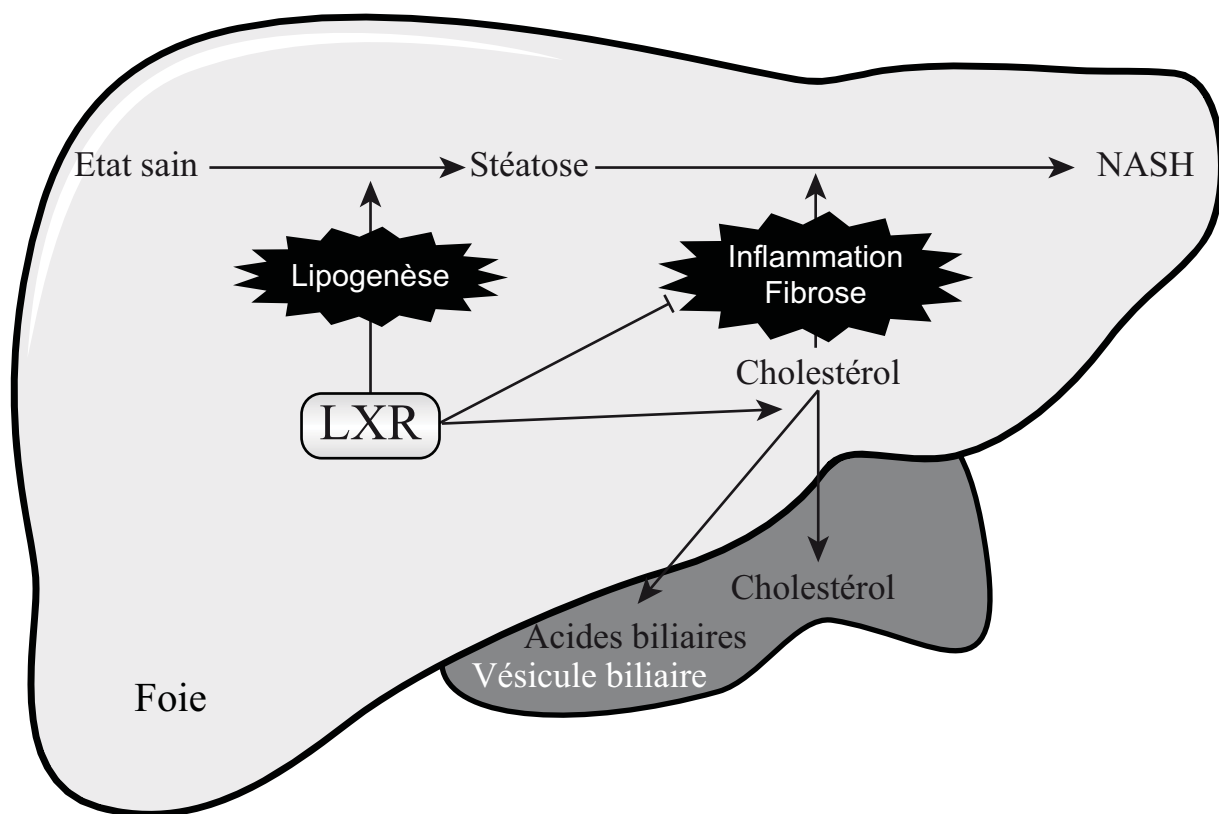 Etat sain
Stéatose
NASH
Lipogenèse
Inflammation
Fibrose
Cholestérol
LXR
Cholestérol
Acides biliaires
Vésicule biliaire
Foie